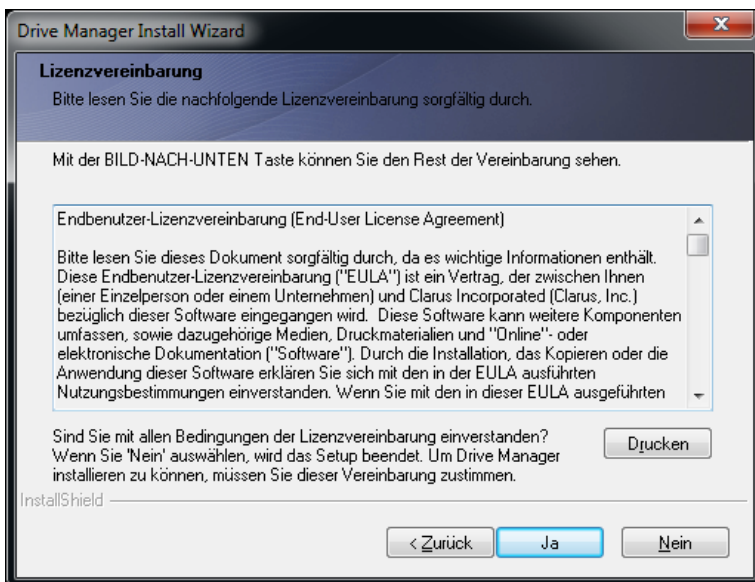 Drive Manager Install Wizard
Lizenzvereinbarung
Bitte lesen Sie die nachfolgende Lizenzvereinbarung sorgfältig durch.
Mit der BILD-NACH-UNTEN Taste können Sie den Rest der Vereinbarung sehen.
Endbenutzer-Lizenzvereinbarung (End-User License Agreement)
Bitte lesen Sie dieses Dokument sorgfältig durch, da es wichtige Informationen enthält.
Diese Endbenutzer-Lizenzvereinbarung ("EULA") ist ein Vertrag, der zwischen Ihnen
(einer Einzelperson oder einem Unternehmen) und Clarus Incorporated (Clarus, Inc.)
bezüglich dieser Software eingegangen wird.  Diese Software kann weitere Komponenten
umfassen, sowie dazugehörige Medien, Druckmaterialien und "Online"- oder
elektronische Dokumentation ("Software"). Durch die Installation, das Kopieren oder die
Anwendung dieser Software erklären Sie sich mit den in der EULA ausführten
Nutzungsbestimmungen einverstanden. Wenn Sie mit den in dieser EULA ausgeführten
Sind Sie mit allen Bedingungen der Lizenzvereinbarung einverstanden?
Wenn Sie 'Nein' auswählen, wird das Setup beendet. Um Drive Manager
installieren zu können, müssen Sie dieser Vereinbarung zustimmen.
Drucken
InstallShield
< Zurück
Ja
Nein